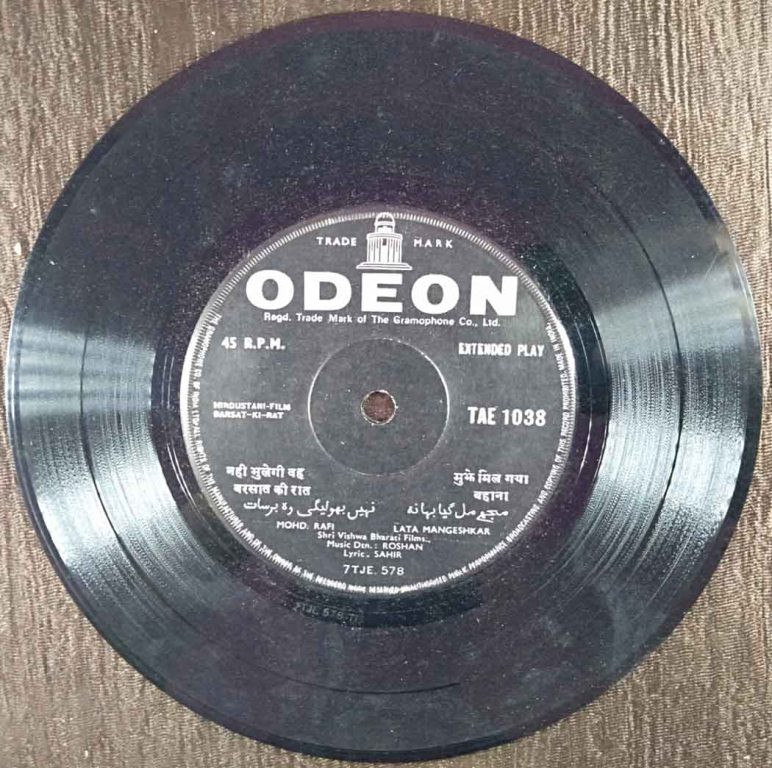 TRADE MARK
ODEON
Regd. Trade Mark of The Gramophone Co., Ltd.
45 R.P.M. EXTENDED PLAY
HINDUSTANI-FILM
BARSAT-KI-RAT
TAE 1038
नही भुलेगी वह मुझे मिल गया
बरसात की रात बहाना
مجھے مل گیا بہانہ نہیں بھولیگی وہ برسات
MOHD. RAFI LATA MANGESHKAR
Shri Vishwa Bharati Films:,
Music Dtn. : ROSHAN
Lyric. SAHIR
7TJE. 578